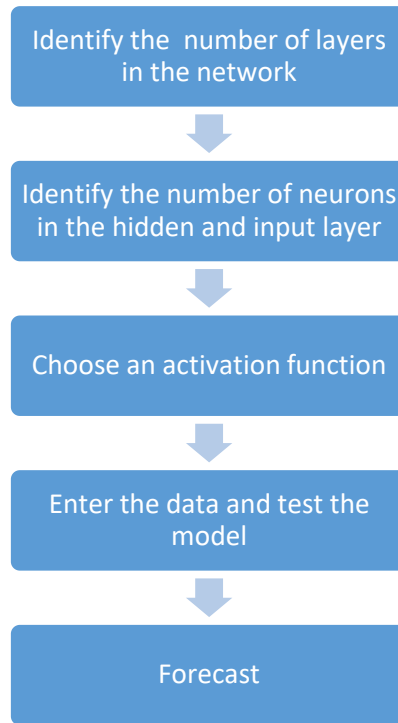 Identify the  number of layers
in the network
Identify the number of neurons
in the hidden and input layer
Choose an activation function
Enter the data and test the
model
Forecast